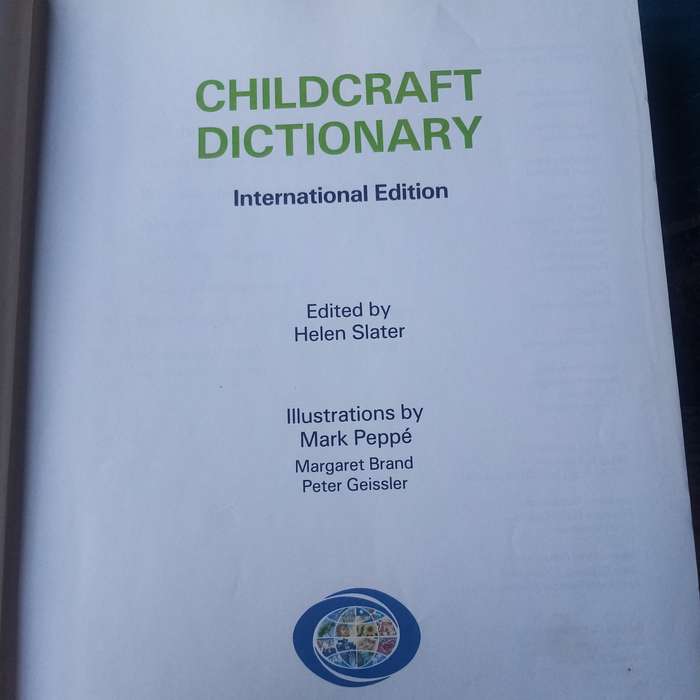 CHILDCRAFT
DICTIONARY
International Edition
Edited by
Helen Slater
Illustrations by
Mark Peppé
Margaret Brand
Peter Geissler